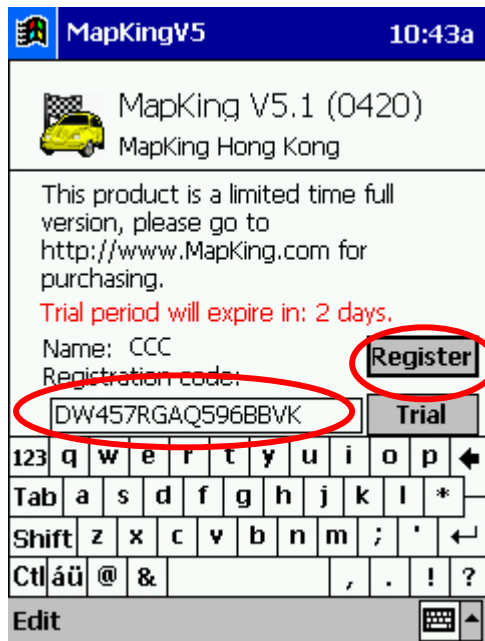 MapKingV5 10:43a
MapKing V5.1 (0420)
MapKing Hong Kong
This product is a limited time full
version, please go to
http://www.MapKing.com for
purchasing.
Trial period will expire in: 2 days.
Name: CCC
Register
Registration code:
DW457RGAQ596BBVK
Trial
123 q w e r t y u i o p
Tab a s d f g h j k l *
Shift z x c v b n m ; '
Ctl áü @ & , . ! ?
Edit